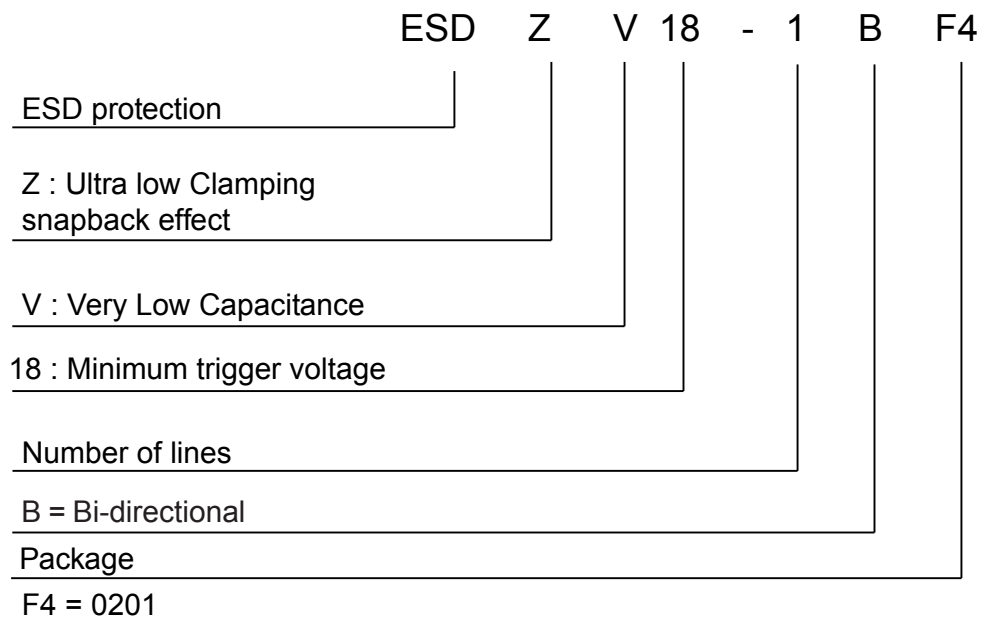 ESD Z V 18 - 1 B F4
ESD protection
Z : Ultra low Clamping
snapback effect
V : Very Low Capacitance
18 : Minimum trigger voltage
Number of lines
B = Bi-directional
Package
F4 = 0201